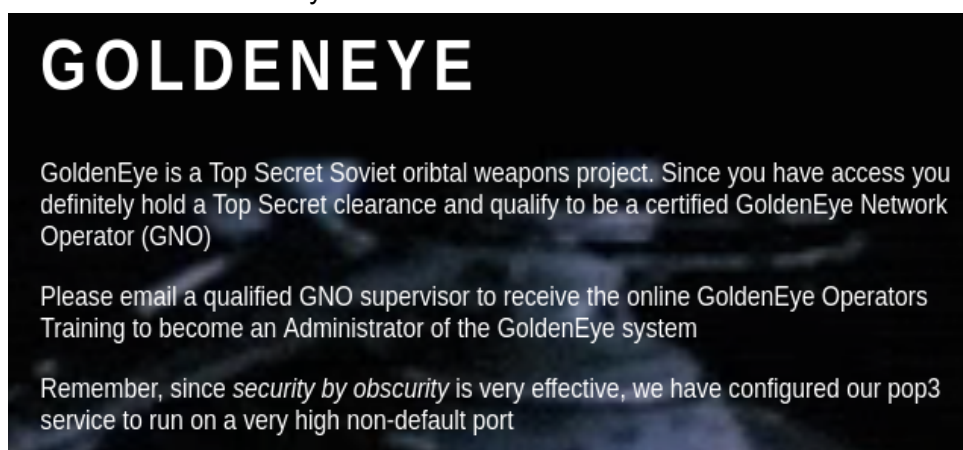 GOLDENEYE
GoldenEye is a Top Secret Soviet oribtal weapons project. Since you have access you
definitely hold a Top Secret clearance and qualify to be a certified GoldenEye Network
Operator (GNO)
Please email a qualified GNO supervisor to receive the online GoldenEye Operators
Training to become an Administrator of the GoldenEye system
Remember, since security by obscurity is very effective, we have configured our pop3
service to run on a very high non-default port